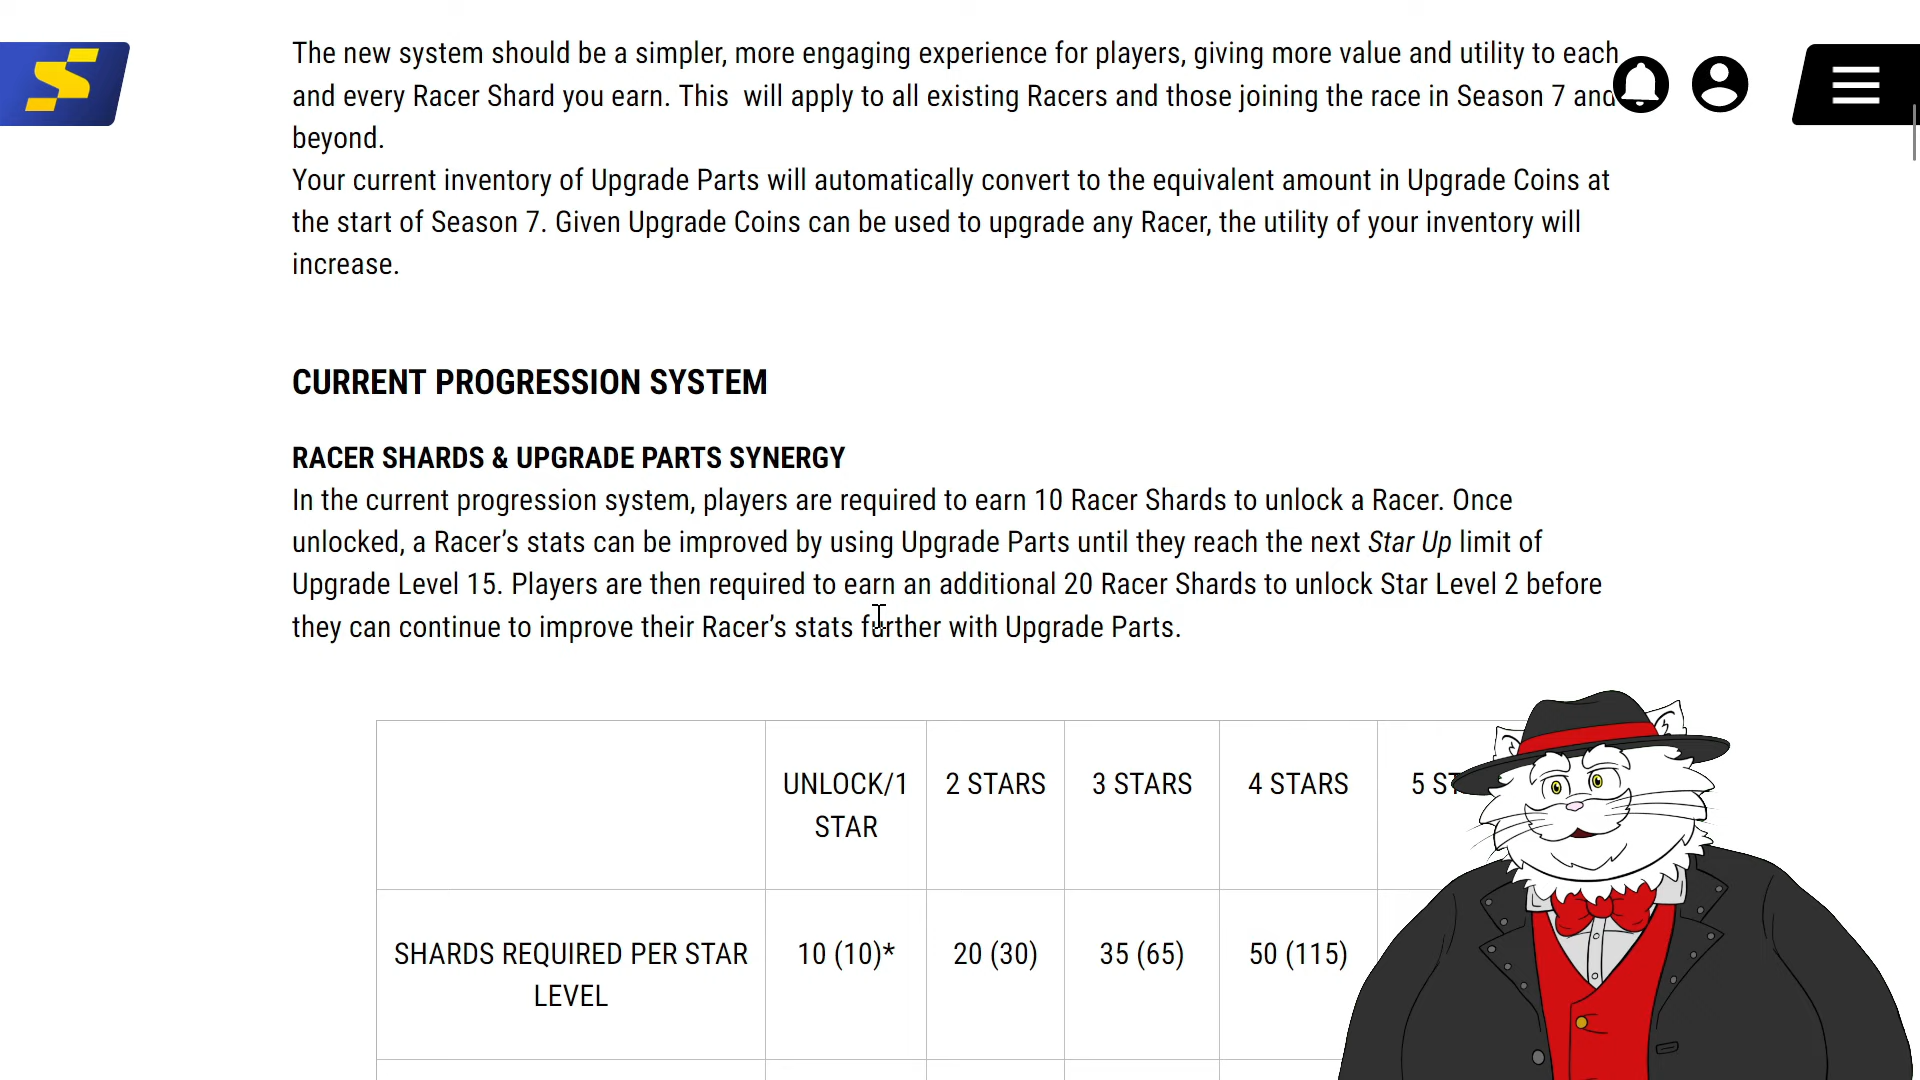 The new system should be a simpler, more engaging experience for players, giving more value and utility to each
and every Racer Shard you earn. This  will apply to all existing Racers and those joining the race in Season 7 and
beyond.
Your current inventory of Upgrade Parts will automatically convert to the equivalent amount in Upgrade Coins at
the start of Season 7. Given Upgrade Coins can be used to upgrade any Racer, the utility of your inventory will
increase.
CURRENT PROGRESSION SYSTEM
RACER SHARDS & UPGRADE PARTS SYNERGY
In the current progression system, players are required to earn 10 Racer Shards to unlock a Racer. Once
unlocked, a Racer’s stats can be improved by using Upgrade Parts until they reach the next Star Up limit of
Upgrade Level 15. Players are then required to earn an additional 20 Racer Shards to unlock Star Level 2 before
they can continue to improve their Racer’s stats further with Upgrade Parts.
UNLOCK/1 2 STARS 3 STARS 4 STARS 5 ST
STAR
SHARDS REQUIRED PER STAR 10 (10)* 20 (30) 35 (65) 50 (115)
LEVEL